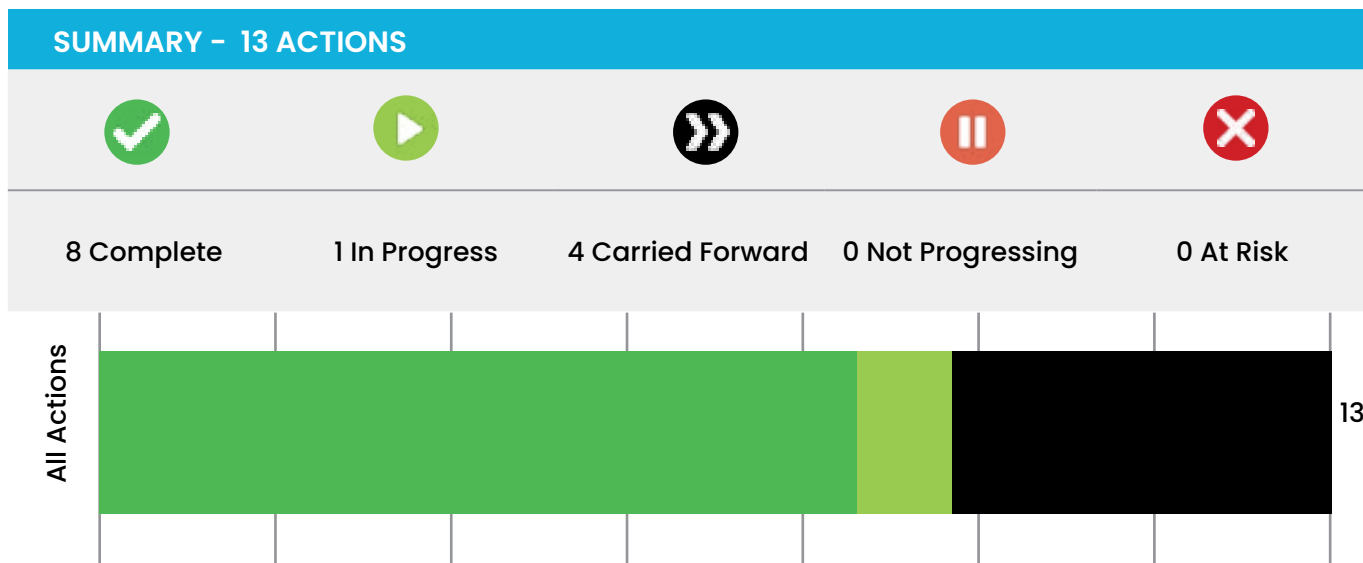 SUMMARY - 13 ACTIONS
8 Complete
1 In Progress
4 Carried Forward
0 Not Progressing
0 At Risk
All Actions
13